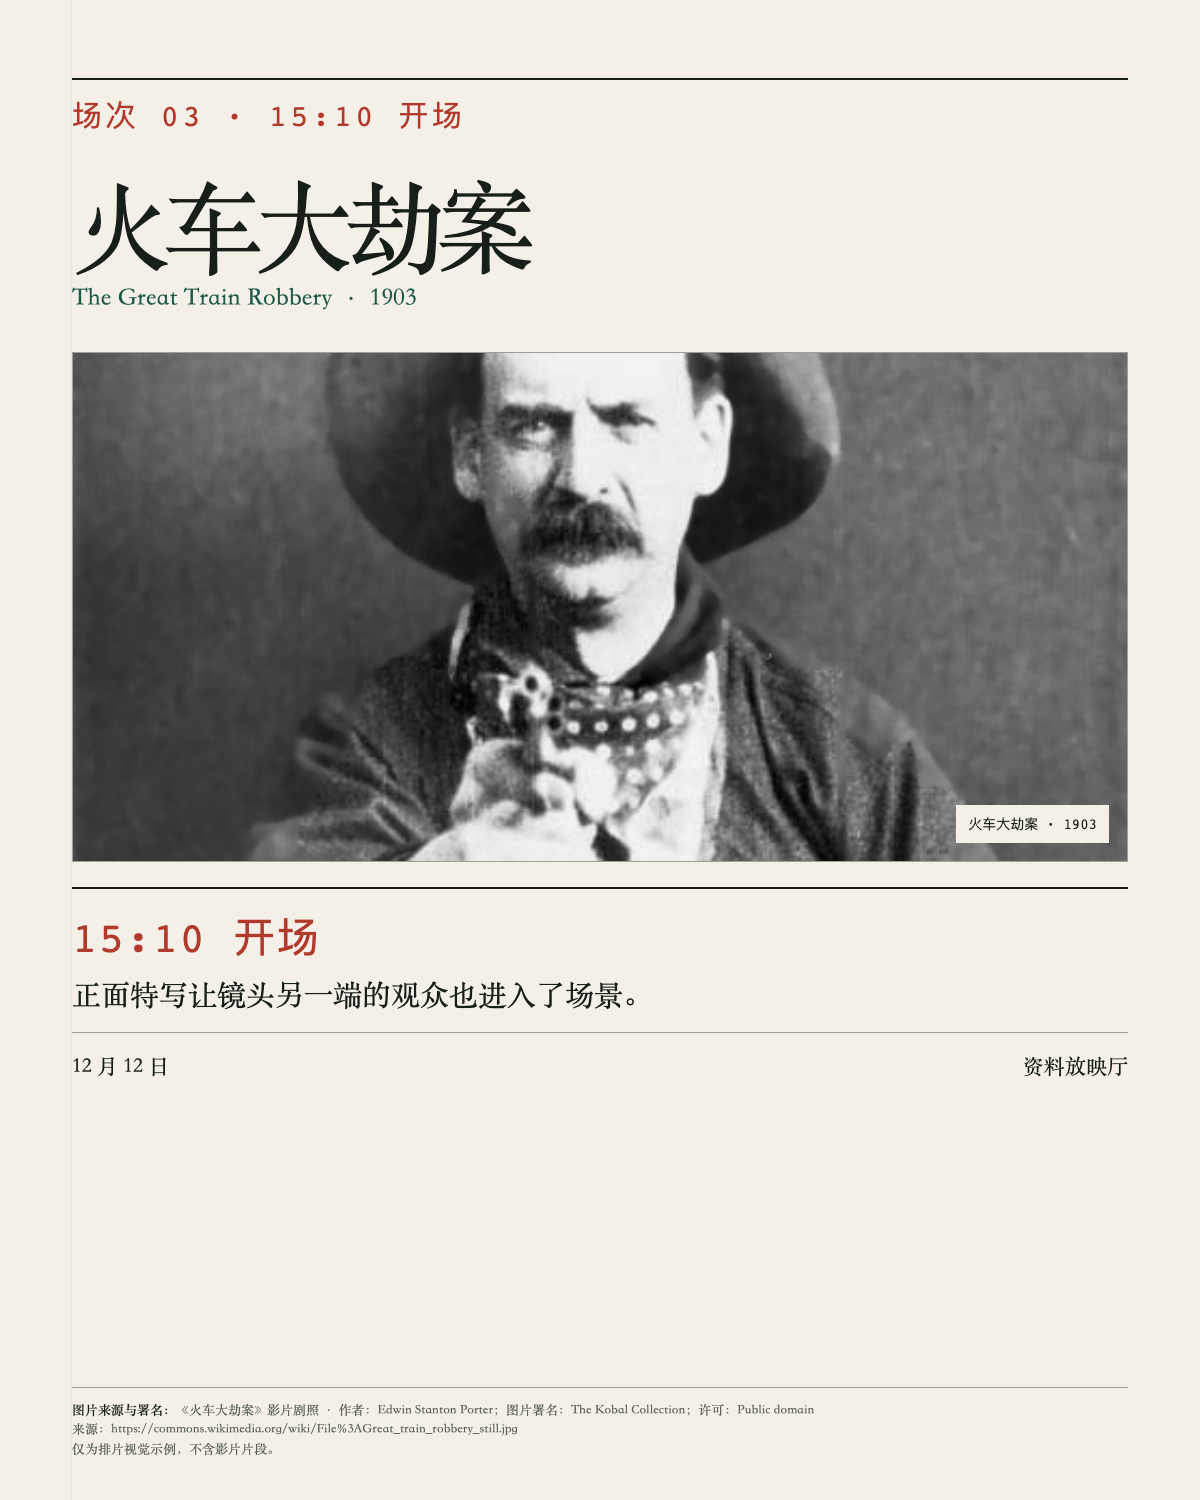 场次 03 · 15:10 开场
火车大劫案
The Great Train Robbery · 1903
火车大劫案 · 1903
15:10 开场
正面特写让镜头另一端的观众也进入了场景。
12 月 12 日
资料放映厅
图片来源与署名：《火车大劫案》影片剧照 · 作者：Edwin Stanton Porter；图片署名：The Kobal Collection；许可：Public domain
来源：https://commons.wikimedia.org/wiki/File%3AGreat_train_robbery_still.jpg
仅为排片视觉示例，不含影片片段。